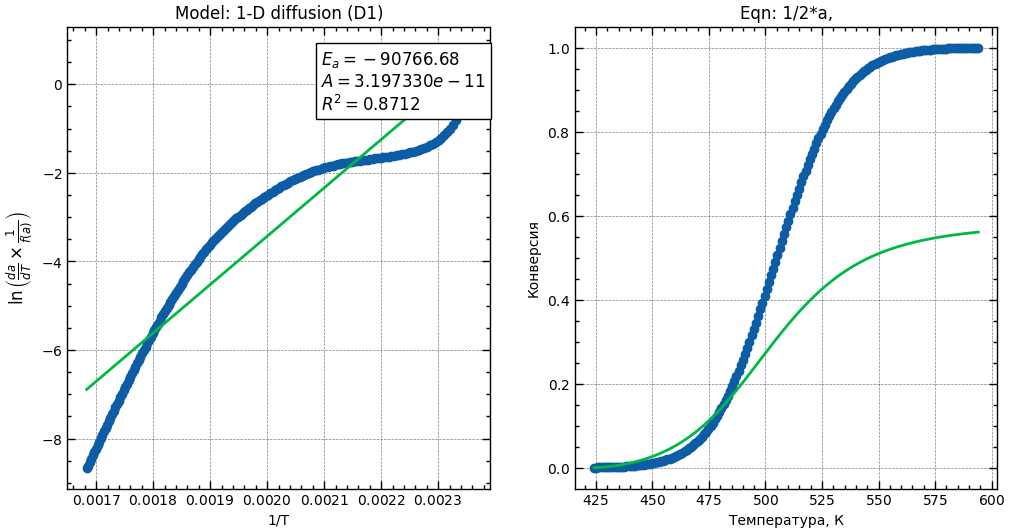 Model: 1-D diffusion (D1)
E_a = −90766.68
A = 3.197330e − 11
R^2 = 0.8712
0
−2
−4
−6
−8
ln(da/dT × 1/f(a))
0.00017
0.0018
0.0019
0.0020
0.0021
0.0022
0.0023
1/T
Eqn: 1/2*a,
1.0
0.8
0.6
0.4
0.2
0.0
Конверсия
425
450
475
500
525
550
575
600
Температура, К